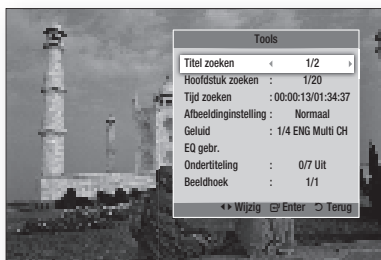 Tools
Titel zoeken ◂ 1/2 ▸
Hoofdstuk zoeken : 1/20
Tijd zoeken : 00:00:13/01:34:37
Afbeeldinginstelling : Normaal
Geluid : 1/4 ENG Multi CH
EQ gebr.
Ondertiteling : 0/7 Uit
Beeldhoek : 1/1
◂▸ Wijzig Enter Terug